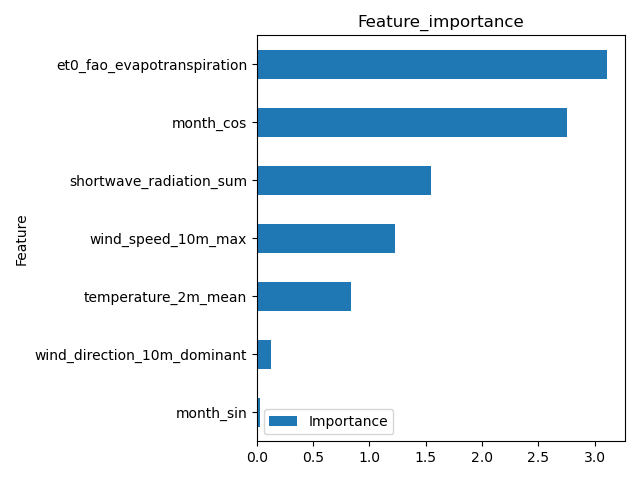 Feature_importance
et0_fao_evapotranspiration
month_cos
shortwave_radiation_sum
wind_speed_10m_max
temperature_2m_mean
wind_direction_10m_dominant
month_sin
Feature
Importance
0.0 0.5 1.0 1.5 2.0 2.5 3.0